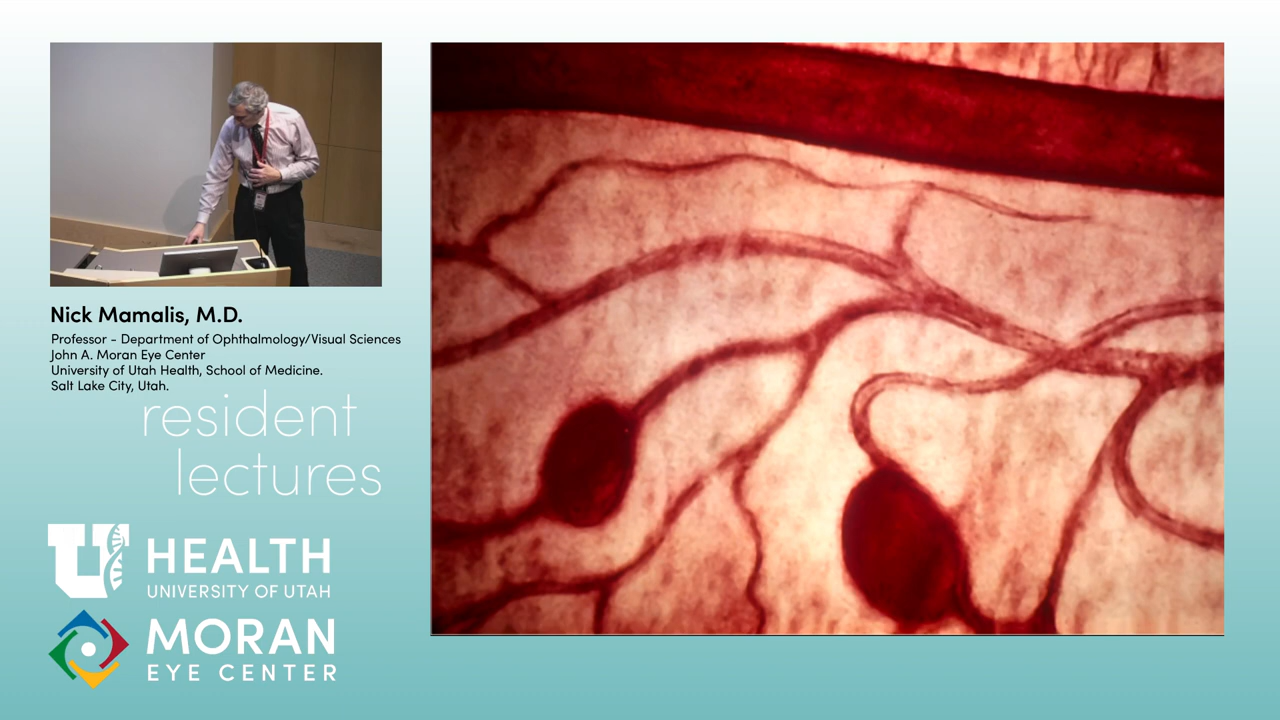 Nick Mamalis, M.D.
Professor - Department of Ophthalmology/Visual Sciences
John A. Moran Eye Center
University of Utah Health, School of Medicine.
Salt Lake City, Utah.
resident
lectures
U HEALTH
UNIVERSITY OF UTAH
MORAN
EYE CENTER